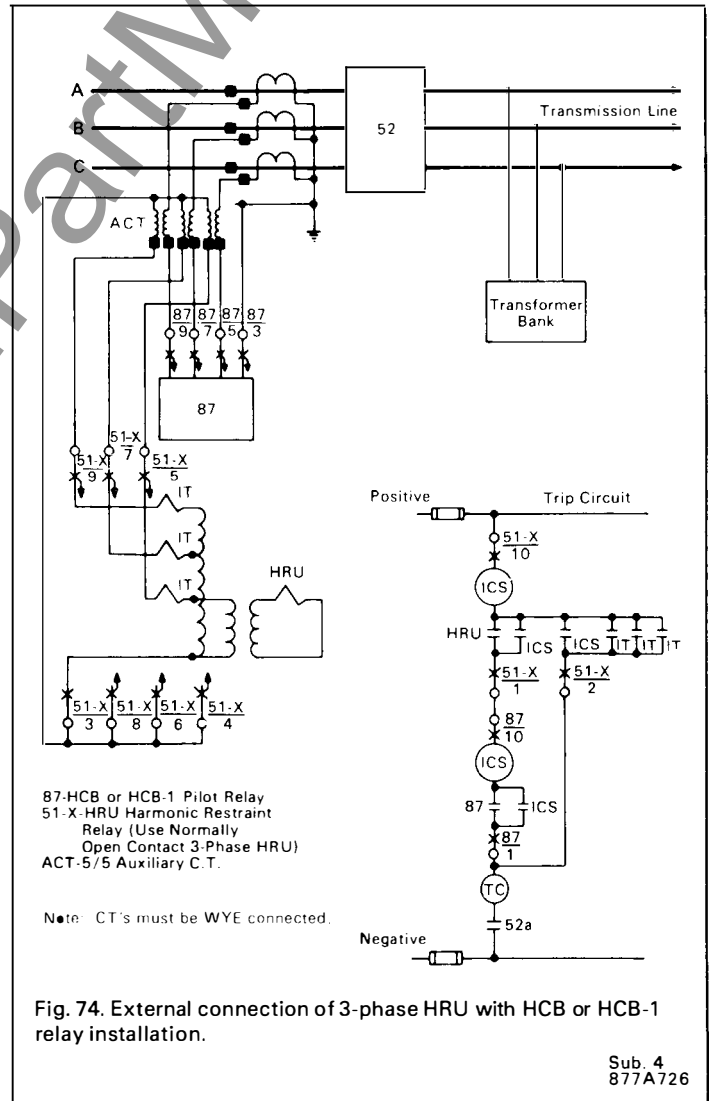 A
B
C
52
Transmission Line
ACT
Transformer
Bank
87 87 87 87
9 7 5 3
87
51-X
9
51-X
7
51-X
5
IT
IT
IT
HRU
51-X
3
51-X
8
51-X
6
51-X
4
Positive
Trip Circuit
51-X
10
ICS
HRU
ICS
ICS
IT
IT
IT
51-X
1
51-X
2
87
10
ICS
87
ICS
87
1
TC
52a
Negative
87-HCB or HCB-1 Pilot Relay
51-X-HRU Harmonic Restraint
Relay (Use Normally
Open Contact 3-Phase HRU)
ACT-5/5 Auxiliary C.T.
Note: CT's must be WYE connected.
Fig. 74. External connection of 3-phase HRU with HCB or HCB-1
relay installation.
Sub. 4
877A726